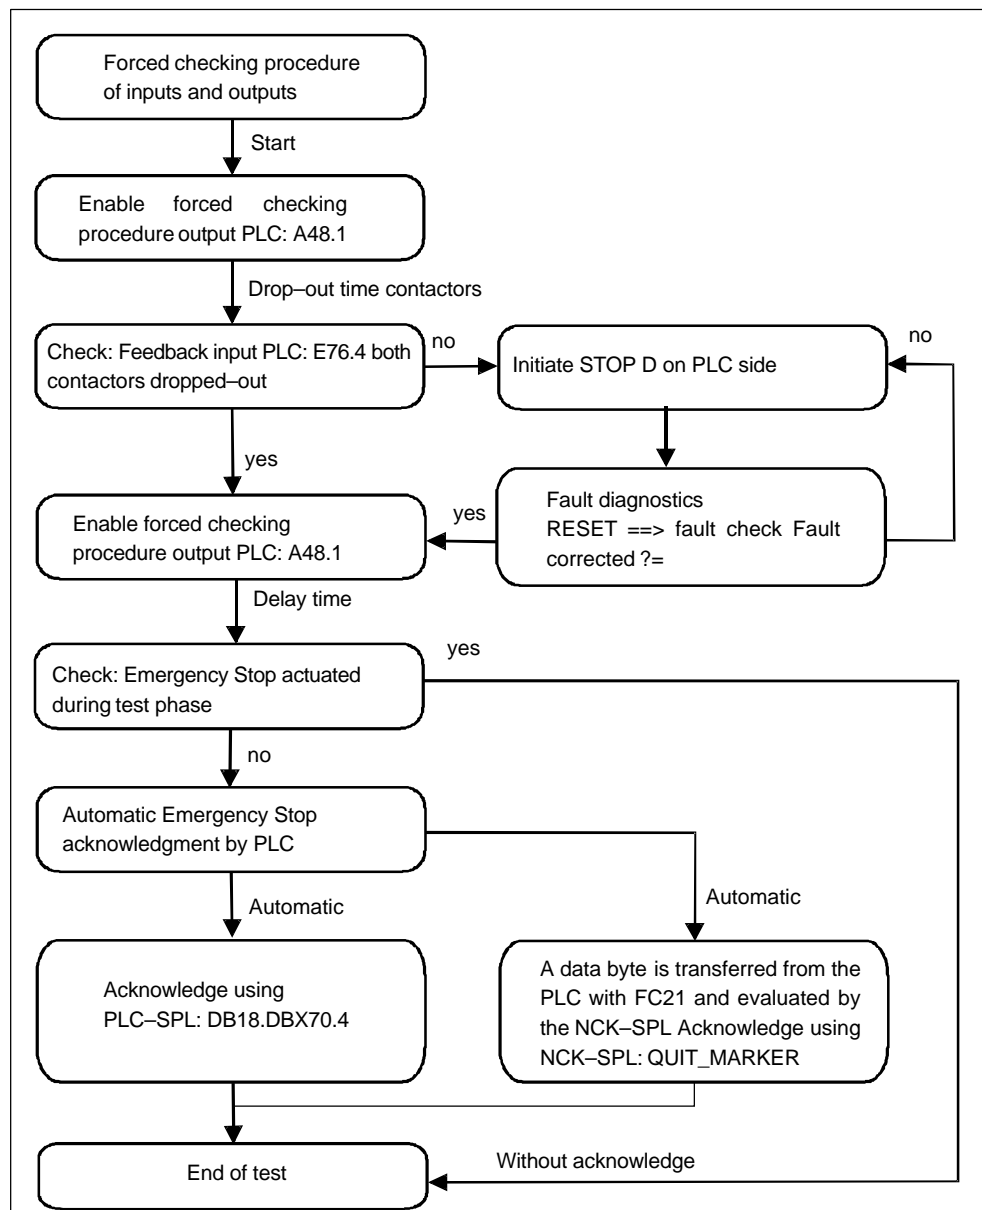 Forced checking procedure
of inputs and outputs
Start
Enable forced checking
procedure output PLC: A48.1
Drop–out time contactors
Check: Feedback input PLC: E76.4 both
contactors dropped–out
no
Initiate STOP D on PLC side
no
yes
Fault diagnostics
RESET ==> fault check Fault
corrected ?=
yes
Enable forced checking
procedure output PLC: A48.1
Delay time
Check: Emergency Stop actuated
during test phase
yes
no
Automatic Emergency Stop
acknowledgment by PLC
Automatic
Automatic
Acknowledge using
PLC–SPL: DB18.DBX70.4
A data byte is transferred from the
PLC with FC21 and evaluated by
the NCK–SPL Acknowledge using
NCK–SPL: QUIT_MARKER
End of test
Without acknowledge